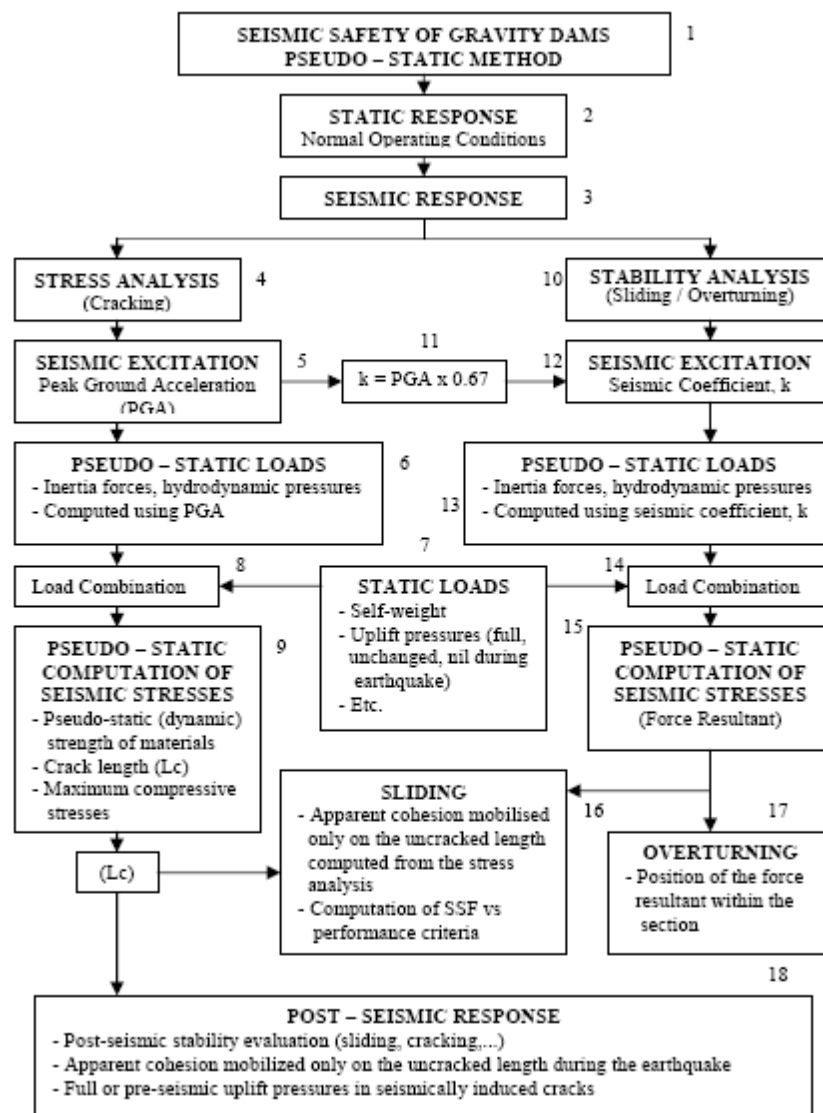 SEISMIC SAFETY OF GRAVITY DAMS
PSEUDO – STATIC METHOD
1
STATIC RESPONSE
Normal Operating Conditions
2
SEISMIC RESPONSE
3
STRESS ANALYSIS
(Cracking)
4
10
STABILITY ANALYSIS
(Sliding / Overturning)
SEISMIC EXCITATION
Peak Ground Acceleration
(PGA)
5
11
k = PGA x 0.67
12
SEISMIC EXCITATION
Seismic Coefficient, k
PSEUDO – STATIC LOADS
- Inertia forces, hydrodynamic pressures
- Computed using PGA
6
13
PSEUDO – STATIC LOADS
- Inertia forces, hydrodynamic pressures
- Computed using seismic coefficient, k
7
Load Combination
8
STATIC LOADS
- Self-weight
- Uplift pressures (full,
unchanged, nil during
earthquake)
- Etc.
14
Load Combination
PSEUDO – STATIC
COMPUTATION OF
SEISMIC STRESSES
- Pseudo-static (dynamic)
strength of materials
- Crack length (Lc)
- Maximum compressive
stresses
9
15
PSEUDO – STATIC
COMPUTATION OF
SEISMIC STRESSES
(Force Resultant)
SLIDING
- Apparent cohesion mobilised
only on the uncracked length
computed from the stress
analysis
- Computation of SSF vs
performance criteria
16
17
OVERTURNING
- Position of the force
resultant within the
section
(Lc)
18
POST – SEISMIC RESPONSE
- Post-seismic stability evaluation (sliding, cracking,...)
- Apparent cohesion mobilized only on the uncracked length during the earthquake
- Full or pre-seismic uplift pressures in seismically induced cracks